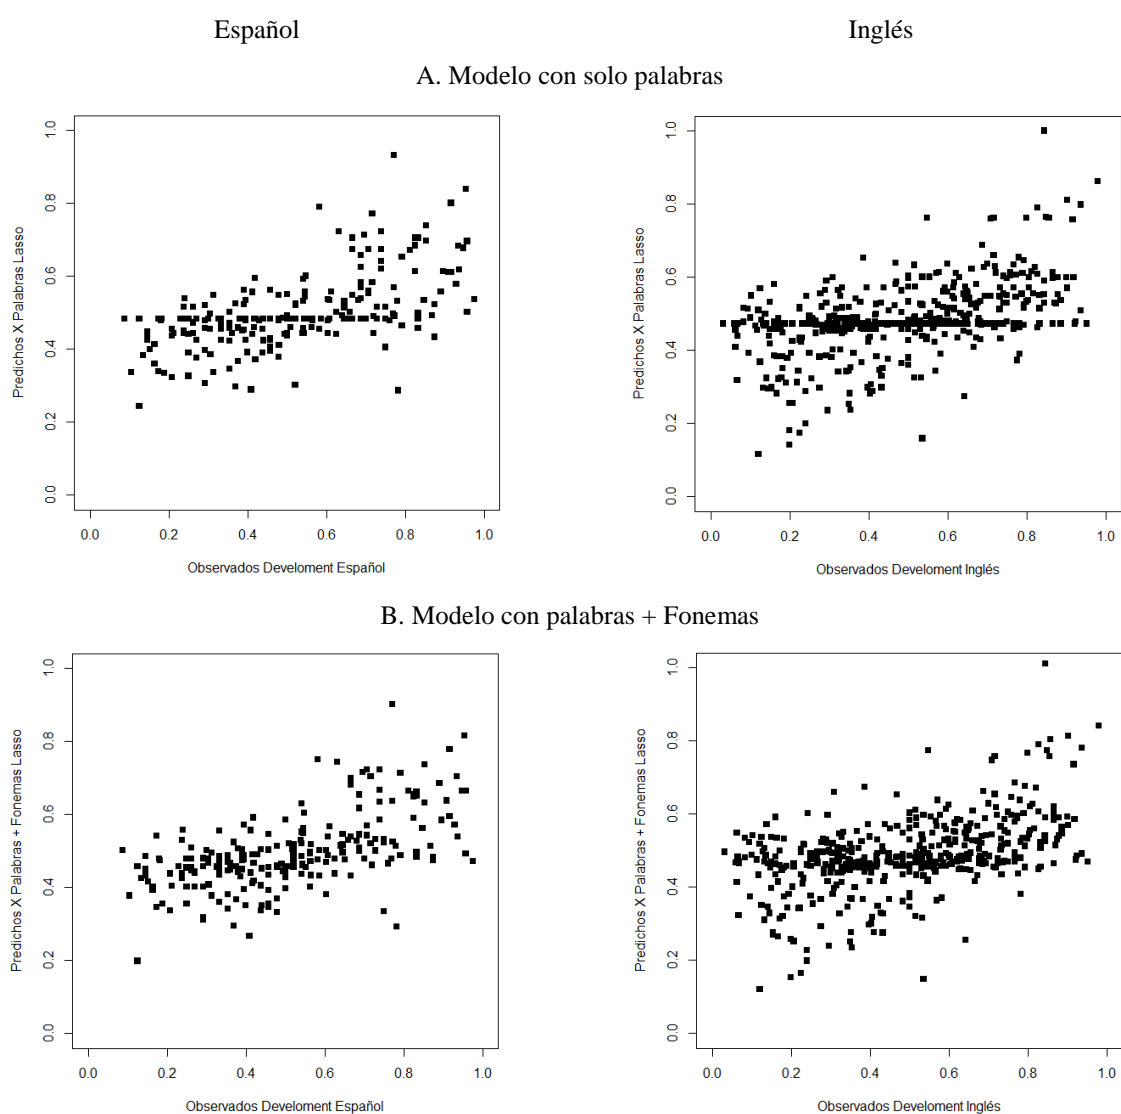 Español
Inglés
A. Modelo con solo palabras
Predichos X Palabras Lasso
1.0
0.8
0.6
0.4
0.2
0.0
0.0 0.2 0.4 0.6 0.8 1.0
Observados Develoment Español
Predichos X Palabras Lasso
1.0
0.8
0.6
0.4
0.2
0.0
0.0 0.2 0.4 0.6 0.8 1.0
Observados Develoment Inglés
B. Modelo con palabras + Fonemas
Predichos X Palabras + Fonemas Lasso
1.0
0.8
0.6
0.4
0.2
0.0
0.0 0.2 0.4 0.6 0.8 1.0
Observados Develoment Español
Predichos X Palabras + Fonemas Lasso
1.0
0.8
0.6
0.4
0.2
0.0
0.0 0.2 0.4 0.6 0.8 1.0
Observados Develoment Inglés